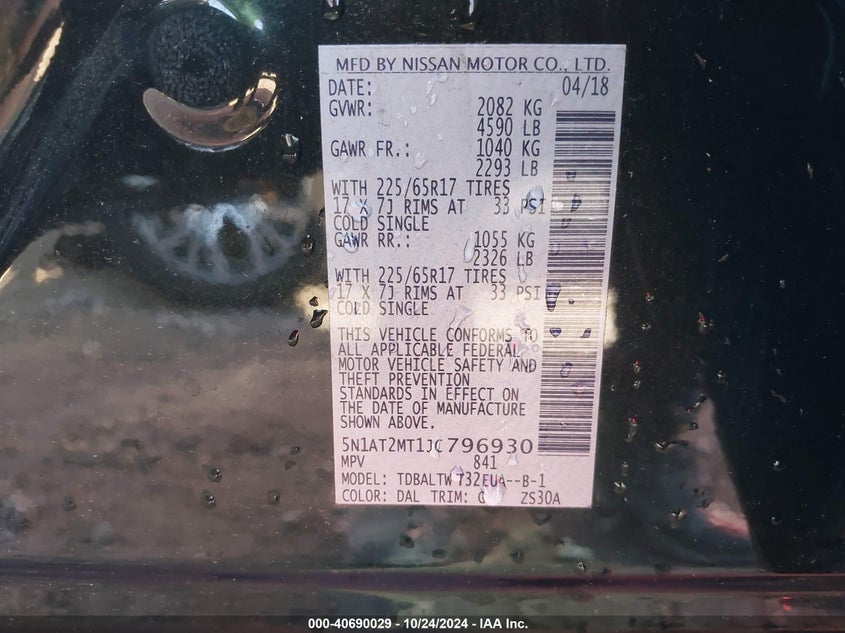 MFD BY NISSAN MOTOR CO., LTD.
DATE: 04/18
GVWR: 2082 KG
4590 LB
GAWR FR.: 1040 KG
2293 LB
WITH 225/65R17 TIRES
17 X 7J RIMS AT 33 PSI
COLD SINGLE
GAWR RR.: 1055 KG
2326 LB
WITH 225/65R17 TIRES
17 X 7J RIMS AT 33 PSI
COLD SINGLE
THIS VEHICLE CONFORMS TO
ALL APPLICABLE FEDERAL
MOTOR VEHICLE SAFETY AND
THEFT PREVENTION
STANDARDS IN EFFECT ON
THE DATE OF MANUFACTURE
SHOWN ABOVE.
5N1AT2MT1JC796930
MPV 841
MODEL: TDBALTW732EUA--B-1
COLOR: DAL TRIM: ZS30A
000-40690029 - 10/24/2024 - IAA Inc.